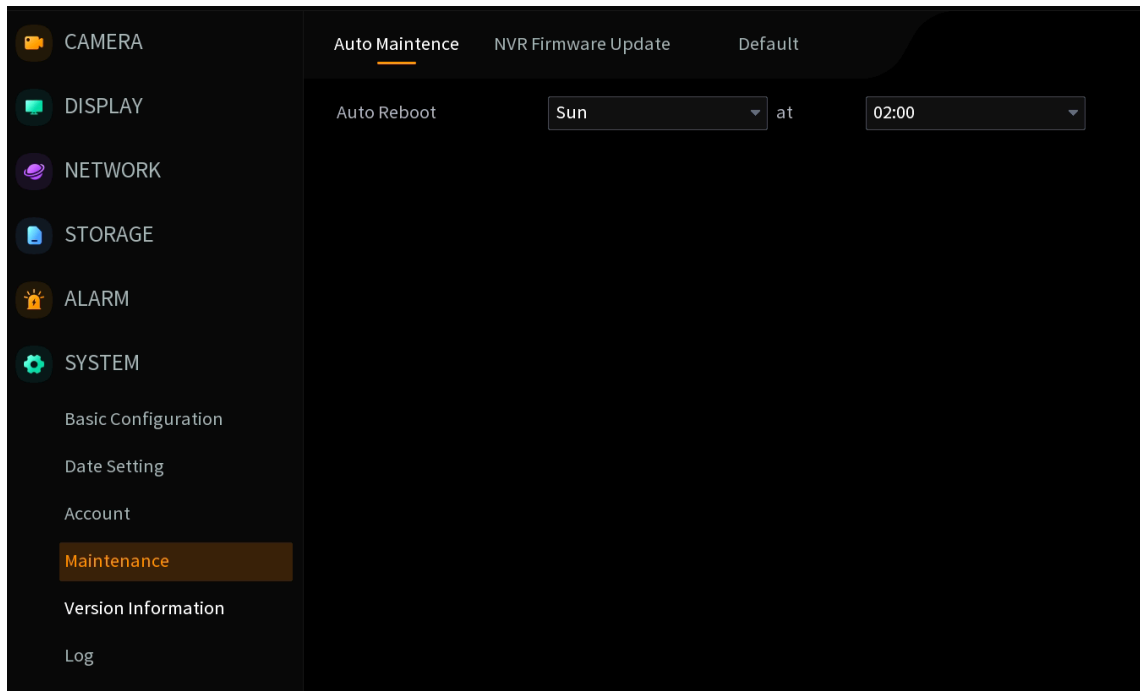 CAMERA
DISPLAY
NETWORK
STORAGE
ALARM
SYSTEM
Basic Configuration
Date Setting
Account
Maintenance
Version Information
Log
Auto Maintence NVR Firmware Update Default
Auto Reboot Sun at 02:00